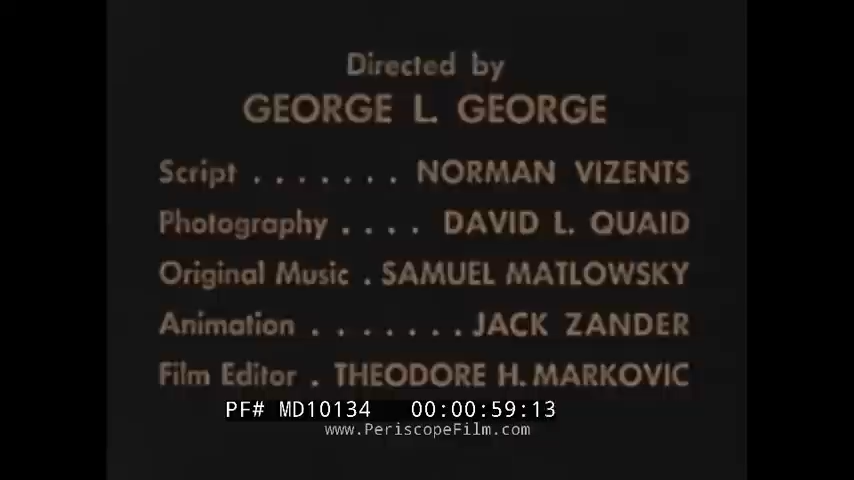 Directed by
GEORGE L. GEORGE
Script . . . . . . . NORMAN VIZENTS
Photography . . . . DAVID L. QUAID
Original Music . SAMUEL MATLOWSKY
Animation . . . . . . . JACK ZANDER
Film Editor . THEODORE H. MARKOVIC
PF# MD10134 00:00:59:13
www.PeriscopeFilm.com